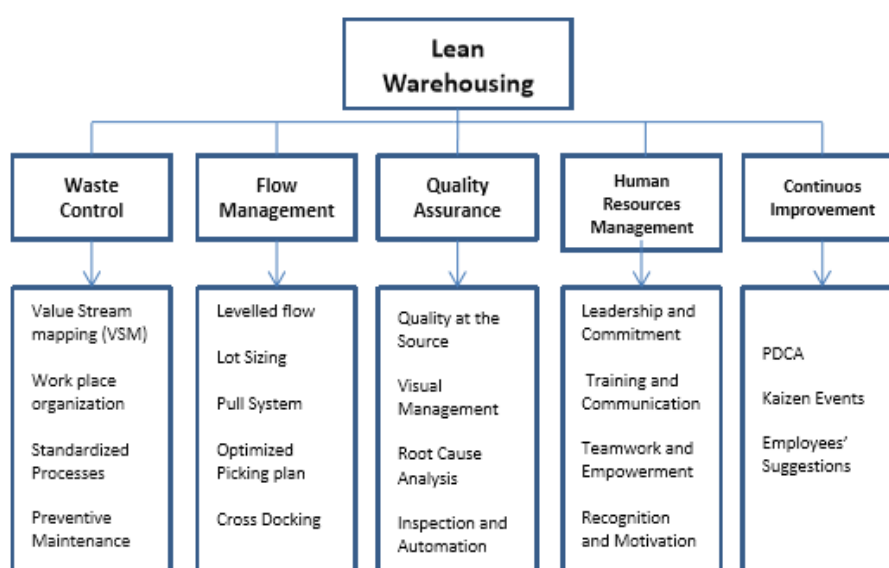 Lean
Warehousing
Waste
Control
Flow
Management
Quality
Assurance
Human
Resources
Management
Continuos
Improvement
Value Stream
mapping (VSM)
Work place
organization
Standardized
Processes
Preventive
Maintenance
Levelled flow
Lot Sizing
Pull System
Optimized
Picking plan
Cross Docking
Quality at the
Source
Visual
Management
Root Cause
Analysis
Inspection and
Automation
Leadership and
Commitment
Training and
Communication
Teamwork and
Empowerment
Recognition
and Motivation
PDCA
Kaizen Events
Employees’
Suggestions